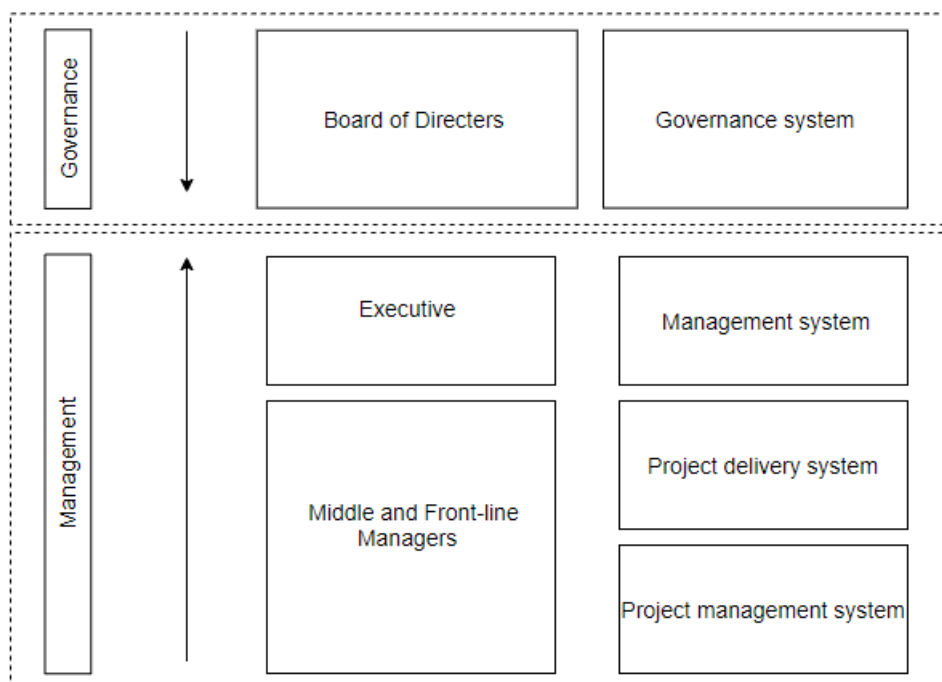 Governance
Board of Directers
Governance system
Management
Executive
Management system
Middle and Front-line
Managers
Project delivery system
Project management system